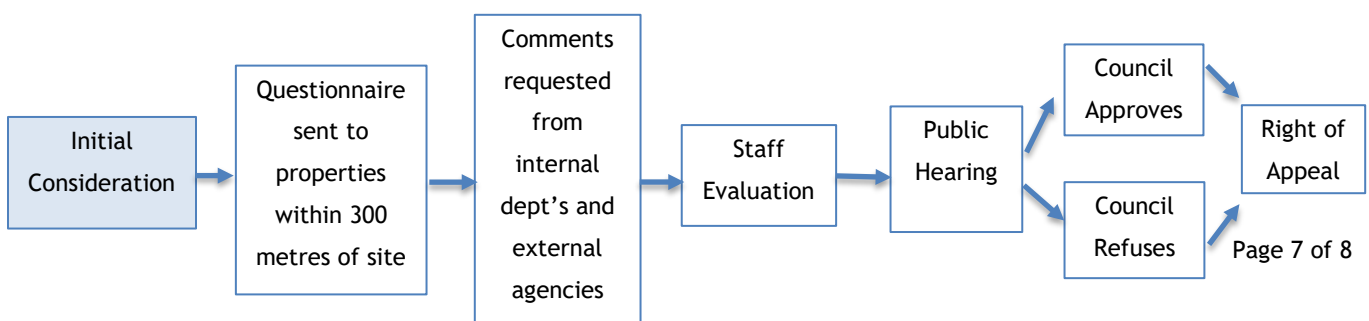 Initial
Consideration
Questionnaire
sent to
properties
within 300
metres of site
Comments
requested
from
internal
dept’s and
external
agencies
Staff
Evaluation
Public
Hearing
Council
Approves
Council
Refuses
Right of
Appeal
Page 7 of 8